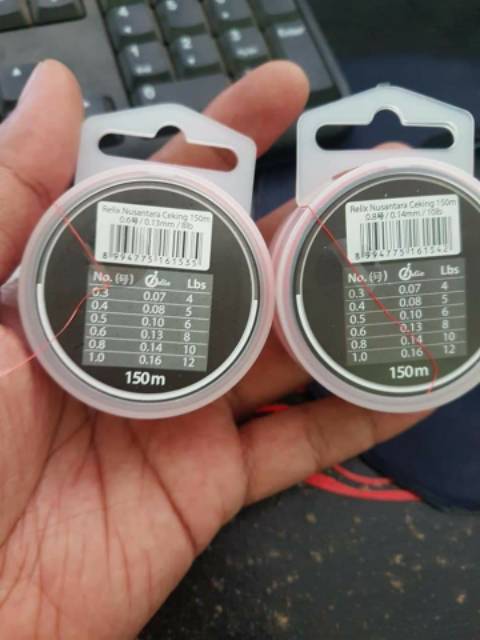 Relix Nusantara Ceking 150m
0.6号 / 0.13mm / 8lb
8 994775 161535
No. (号) Dia Lbs
0.3 0.07 4
0.4 0.08 5
0.5 0.10 6
0.6 0.13 8
0.8 0.14 10
1.0 0.16 12
150m
Relix Nusantara Ceking 150m
0.8号 / 0.14mm / 10lb
8 994775 161542
No. (号) Dia Lbs
0.3 0.07 4
0.4 0.08 5
0.5 0.10 6
0.6 0.13 8
0.8 0.14 10
1.0 0.16 12
150m